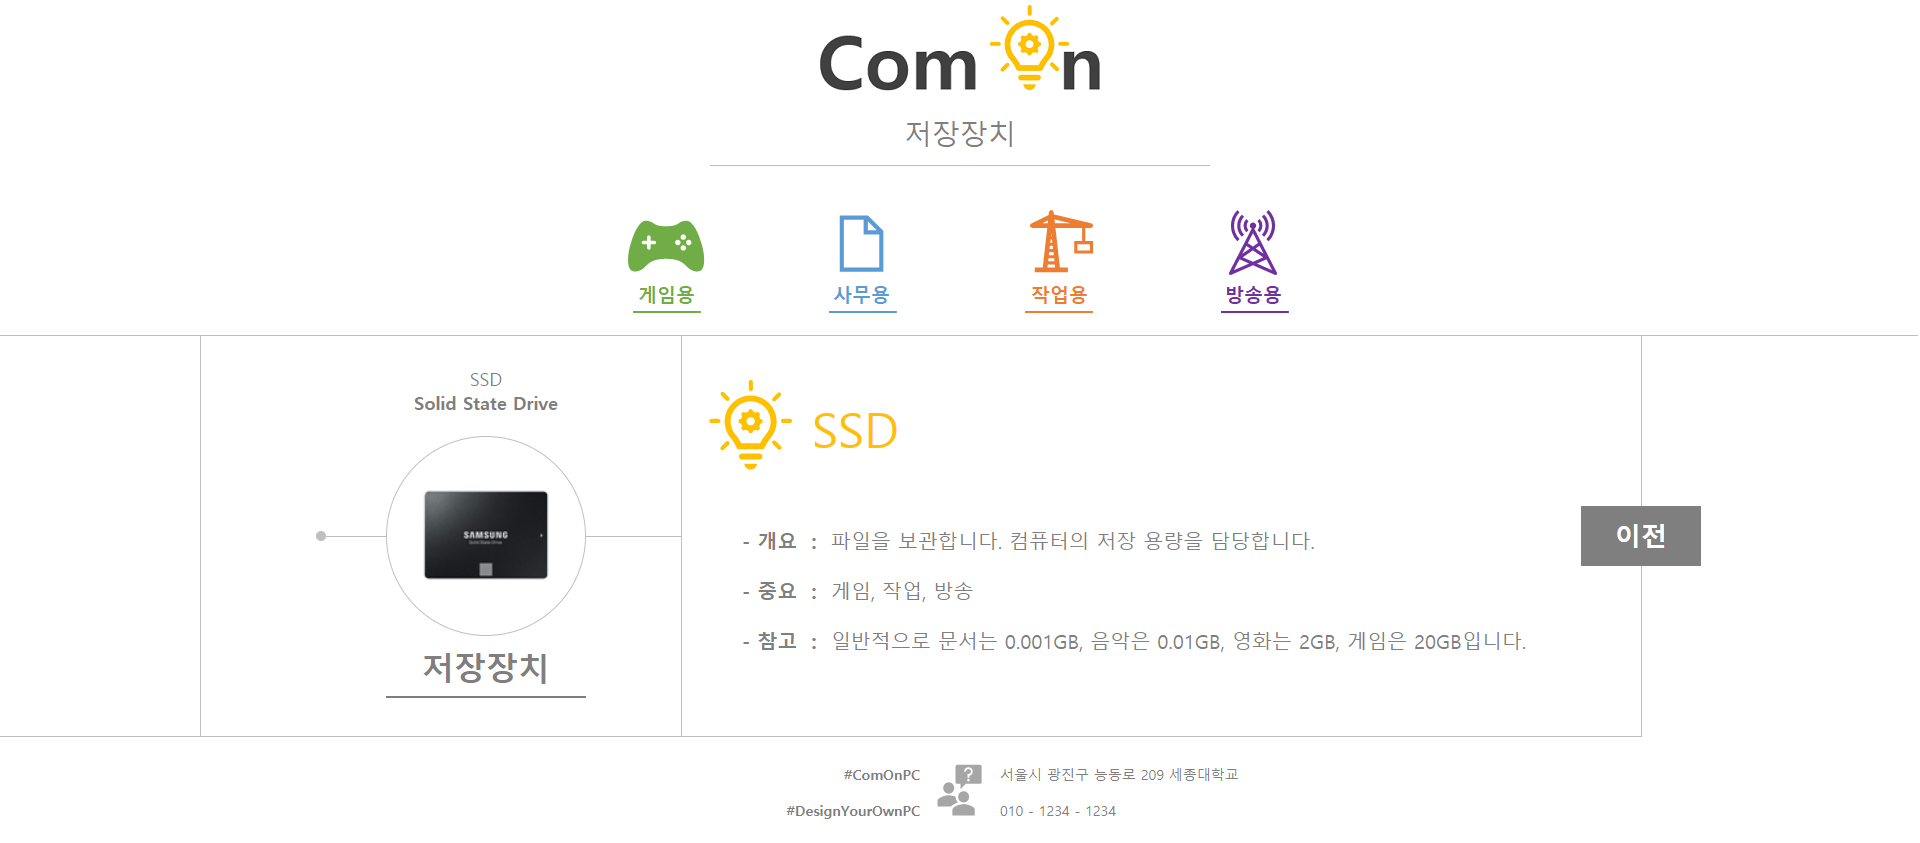 Com n
저장장치
게임용
사무용
작업용
방송용
SSD
Solid State Drive
SAMSUNG
Solid State Drive
저장장치
SSD
- 개요 : 파일을 보관합니다. 컴퓨터의 저장 용량을 담당합니다.
- 중요 : 게임, 작업, 방송
- 참고 : 일반적으로 문서는 0.001GB, 음악은 0.01GB, 영화는 2GB, 게임은 20GB입니다.
이전
#ComOnPC
#DesignYourOwnPC
?
서울시 광진구 능동로 209 세종대학교
010 - 1234 - 1234